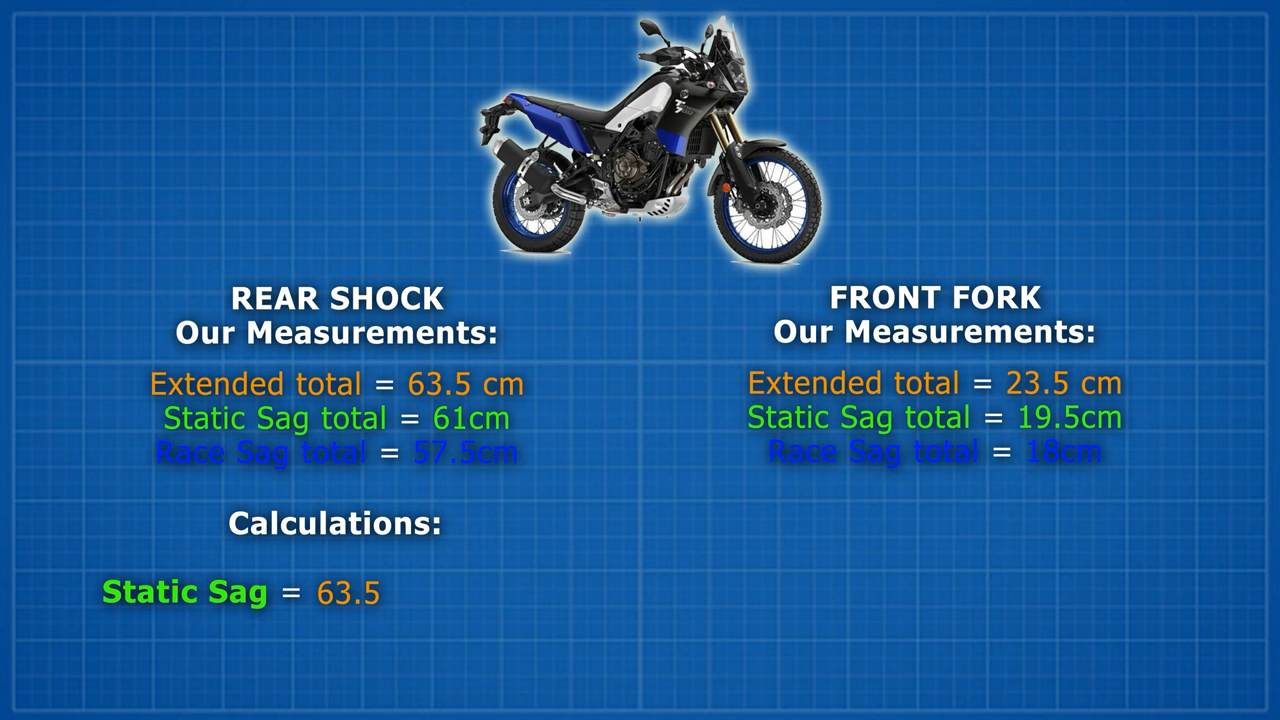 REAR SHOCK
Our Measurements:
Extended total = 63.5 cm
Static Sag total = 61cm
Race Sag total = 57.5cm
Calculations:
Static Sag = 63.5
FRONT FORK
Our Measurements:
Extended total = 23.5 cm
Static Sag total = 19.5cm
Race Sag total = 18cm